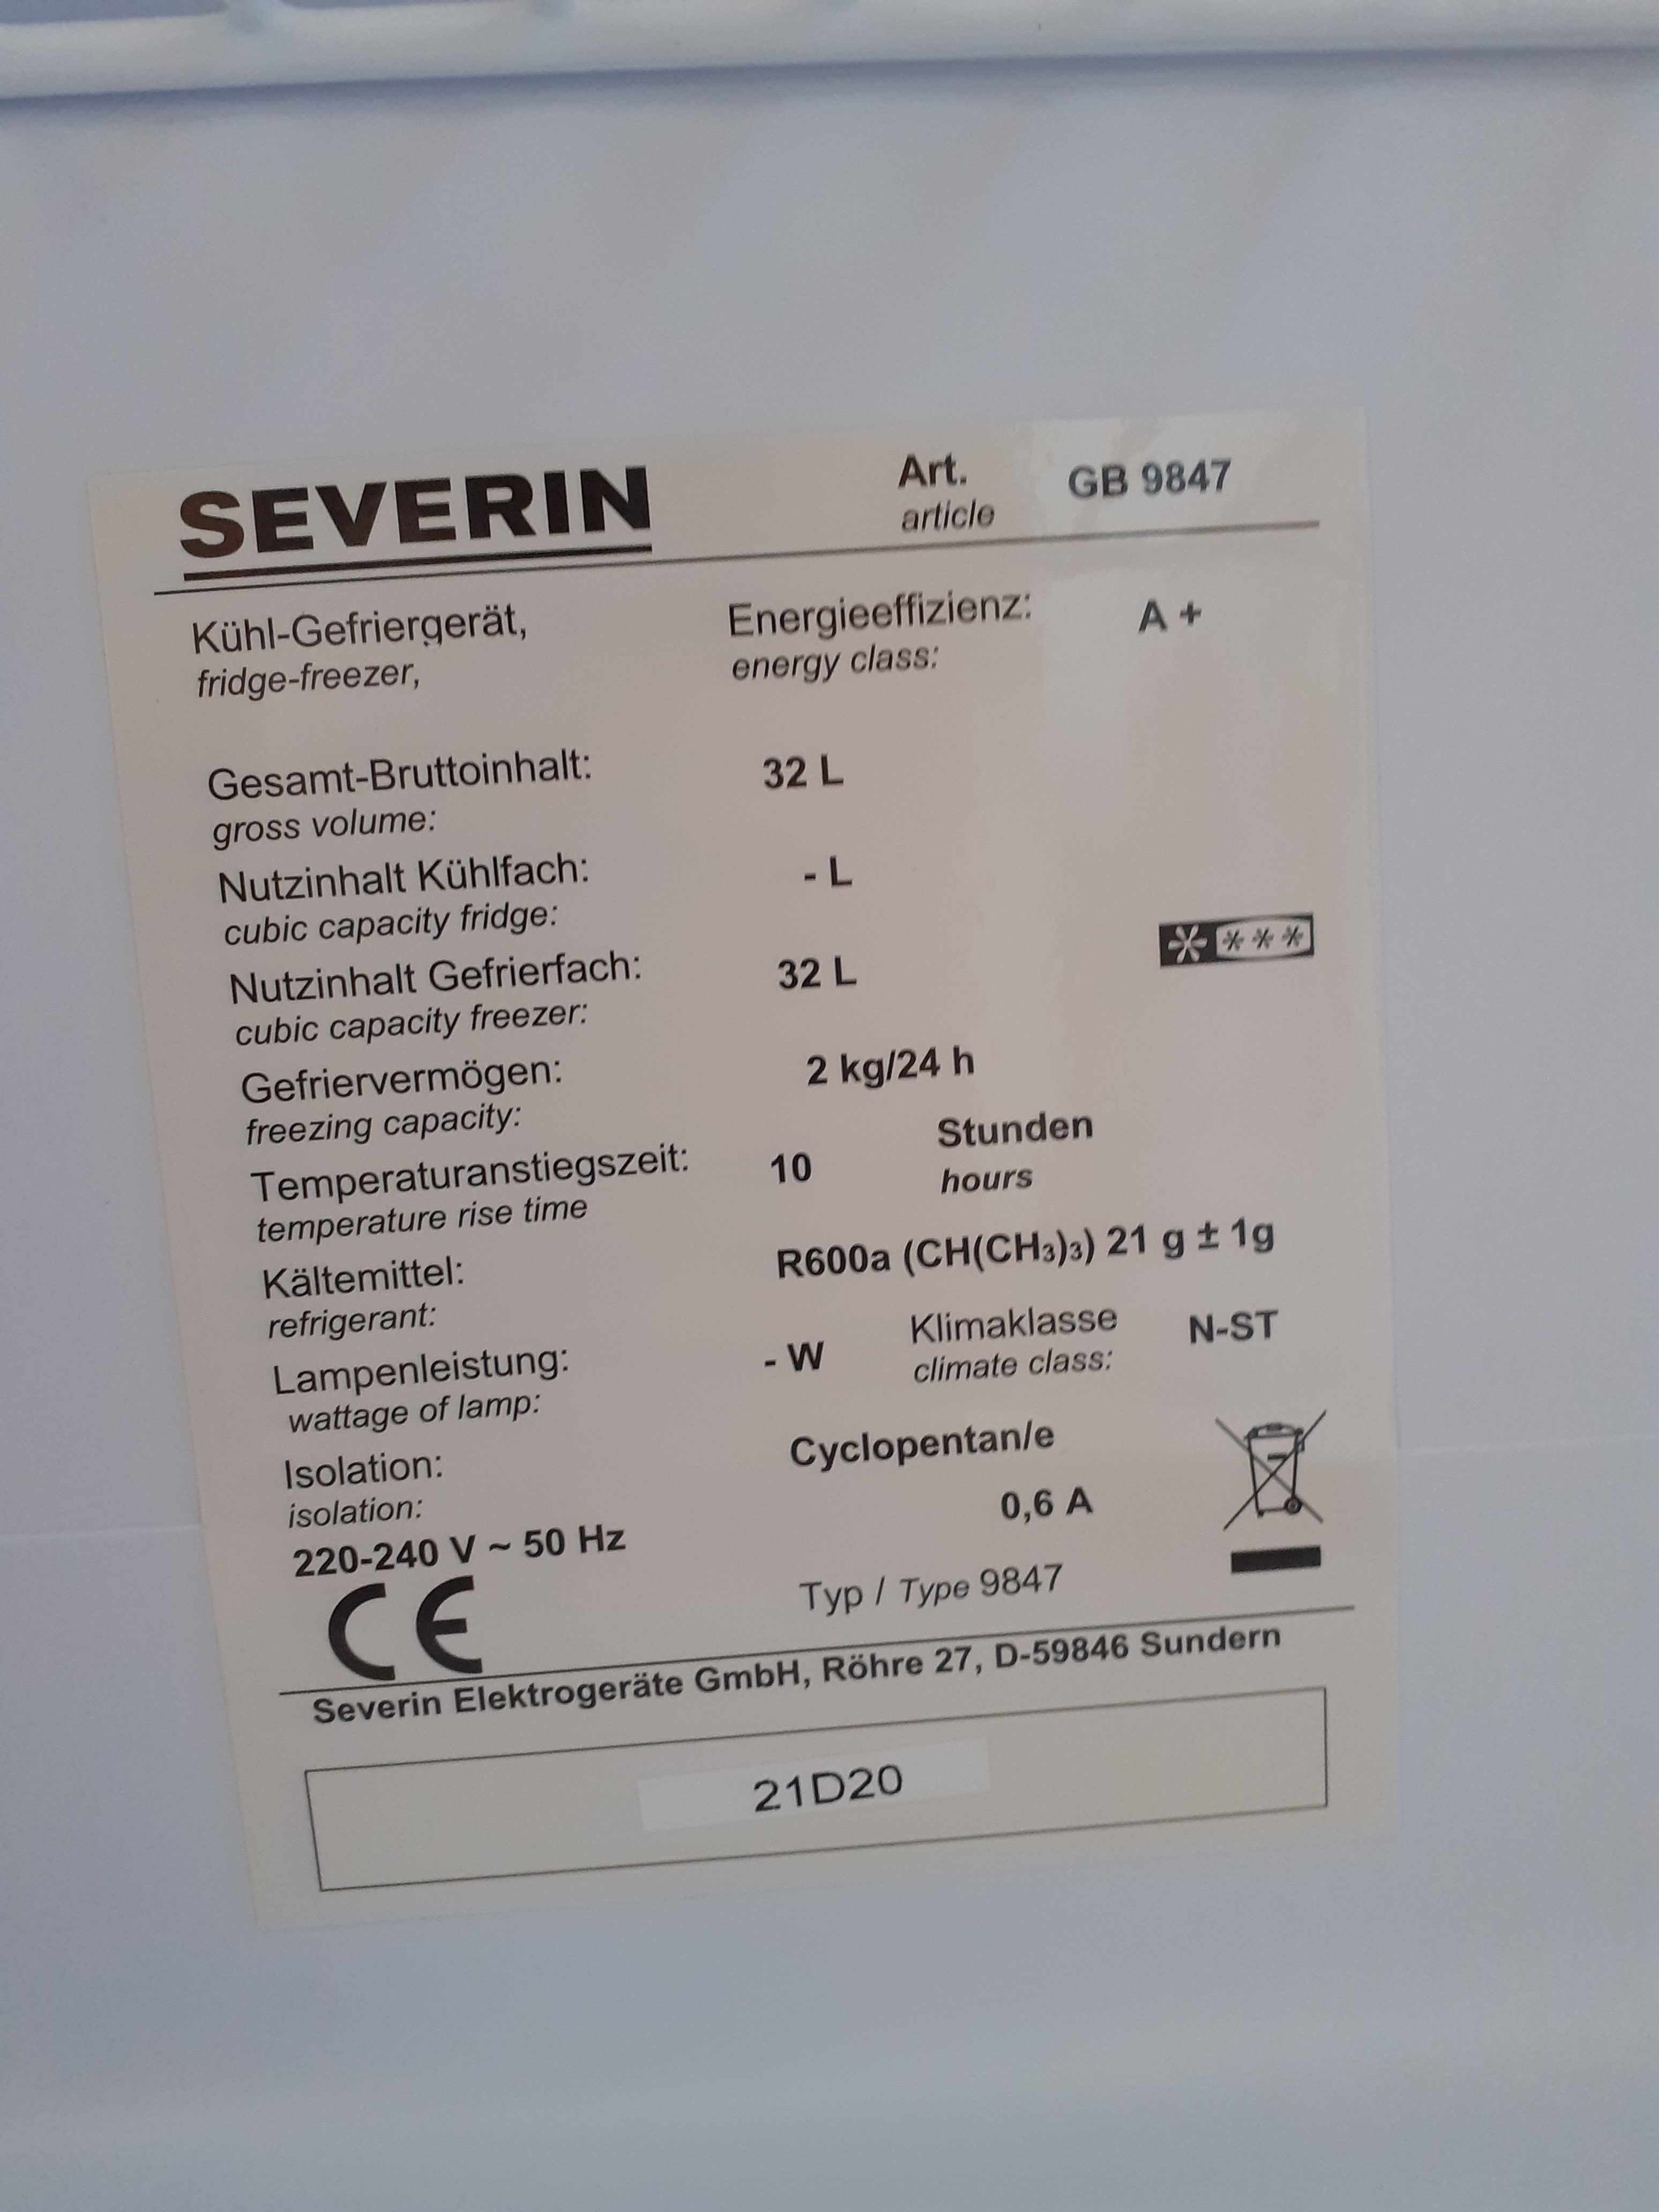 SEVERIN Art. GB 9847
article
Kühl-Gefriergerät, Energieeffizienz: A +
fridge-freezer, energy class:
Gesamt-Bruttoinhalt: 32 L
gross volume:
Nutzinhalt Kühlfach: - L
cubic capacity fridge:
Nutzinhalt Gefrierfach: 32 L
cubic capacity freezer:
Gefriervermögen: 2 kg/24 h
freezing capacity:
Temperaturanstiegszeit: 10 Stunden
temperature rise time hours
Kältemittel: R600a (CH(CH₃)₃) 21 g ± 1g
refrigerant:
Lampenleistung: - W Klimaklasse N-ST
wattage of lamp: climate class:
Isolation: Cyclopentan/e
isolation:
220-240 V ~ 50 Hz 0,6 A
CE Typ / Type 9847
Severin Elektrogeräte GmbH, Röhre 27, D-59846 Sundern
21D20